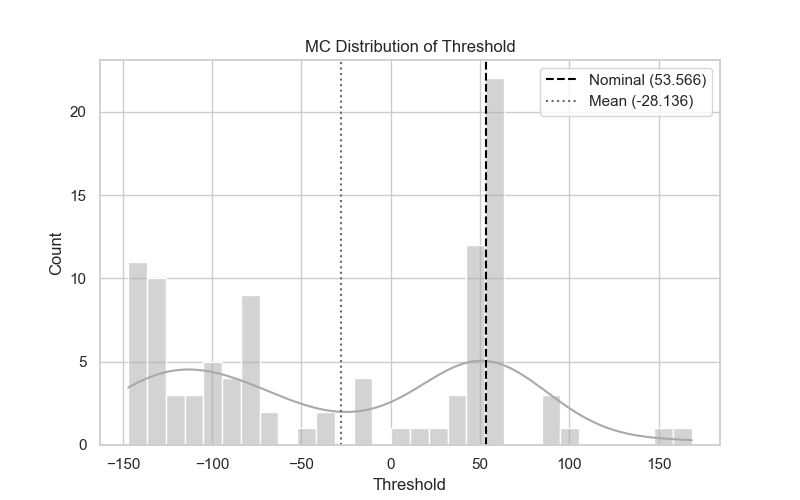 MC Distribution of Threshold
Nominal (53.566)
Mean (-28.136)
Count
20
15
10
5
0
−150
−100
−50
0
50
100
150
Threshold